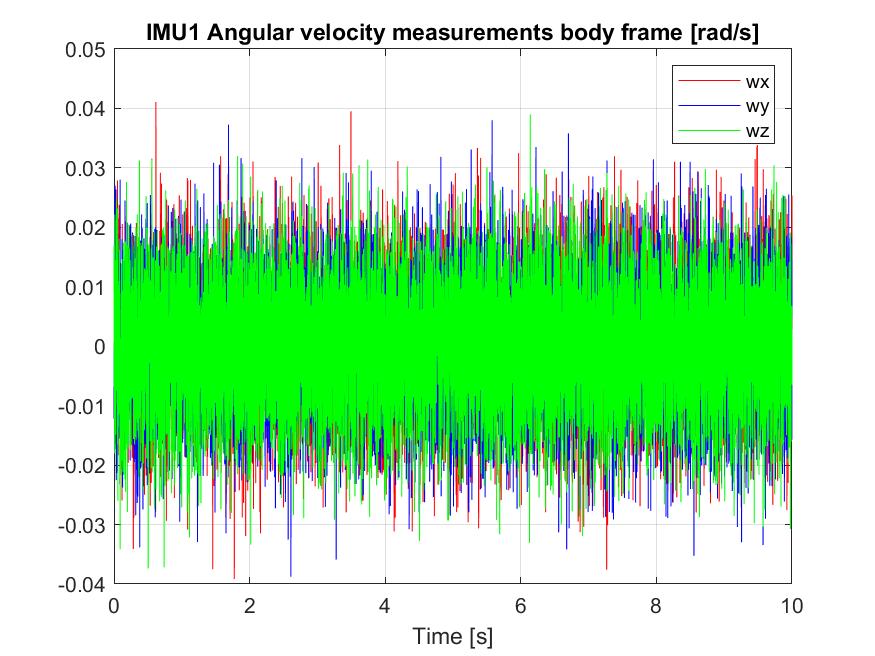 IMU1 Angular velocity measurements body frame [rad/s]
0.05
0.04
0.03
0.02
0.01
0
-0.01
-0.02
-0.03
-0.04
wx
wy
wz
0 2 4 6 8 10
Time [s]